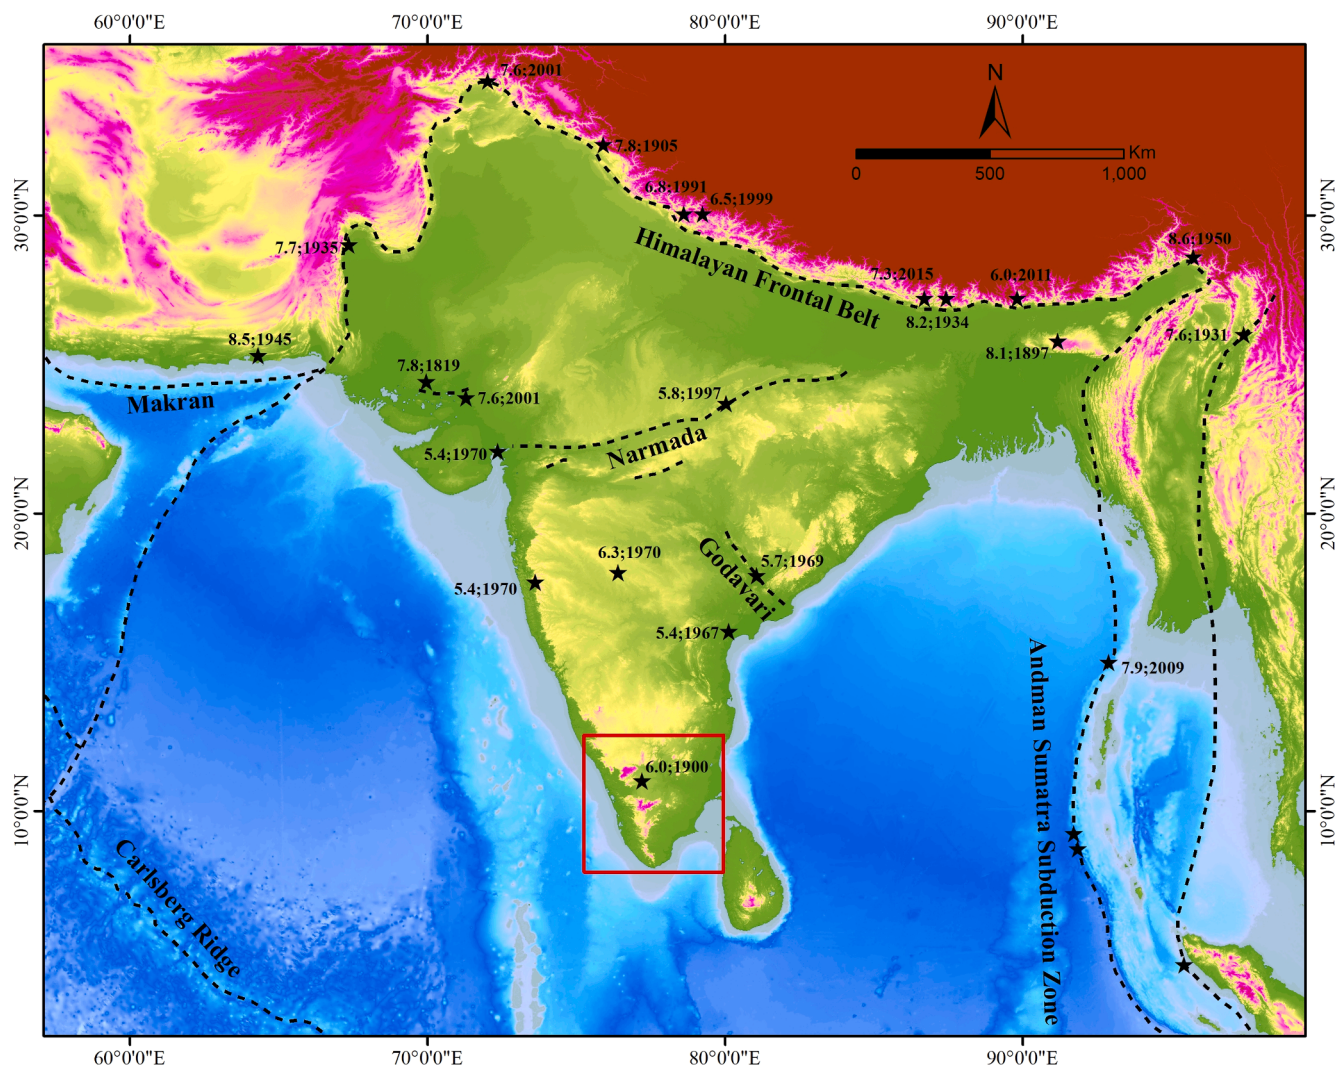 60°0'0"E
70°0'0"E
80°0'0"E
90°0'0"E
7.6;2001
N
7.8;1905
Km
0
500
1,000
6.8;1991
6.5;1999
30°0'0"N
30°0'0"N
7.7;1935
Himalayan Frontal Belt
8.6;1950
7.3;2015
6.0;2011
8.2;1934
7.6;1931
8.5;1945
8.1;1897
7.8;1819
5.8;1997
7.6;2001
Makran
5.4;1970
Narmada
20°0'0"N
20°0'0"N
6.3;1970
Godavari
5.7;1969
5.4;1970
5.4;1967
7.9;2009
Andman Sumatra Subduction Zone
6.0;1900
10°0'0"N
10°0'0"N
Carlsberg Ridge
60°0'0"E
70°0'0"E
80°0'0"E
90°0'0"E